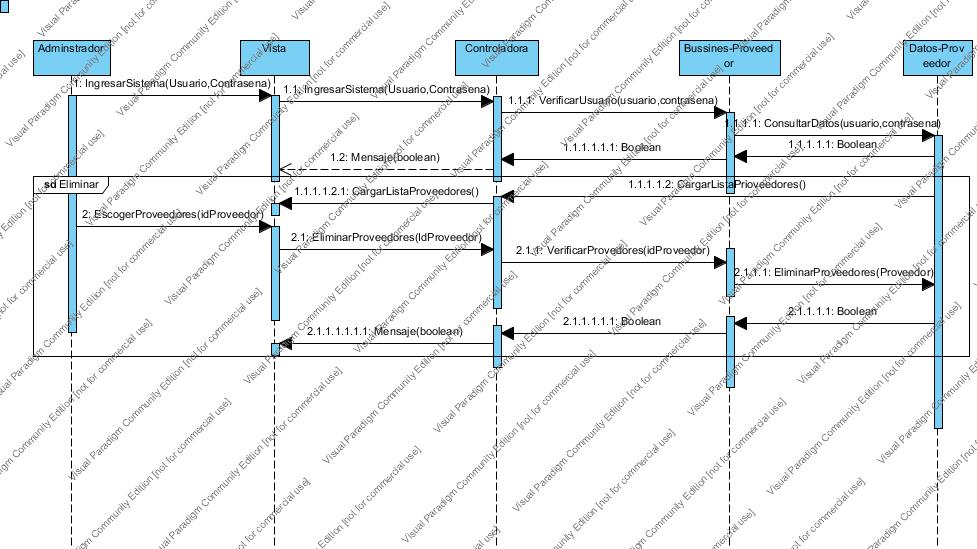 Adminstrador
Vista
Controladora
Bussines-Proveed
or
Datos-Prov
eedor
1: IngresarSistema(Usuario,Contrasena)
1.1: IngresarSistema(Usuario,Contrasena)
1.1.1: VerificarUsuario(usuario,contrasena)
1.1.1.1: ConsultarDatos(usuario,contrasena)
1.1.1.1.1: Boolean
1.1.1.1.1.1: Boolean
1.2: Mensaje(boolean)
sd Eliminar
1.1.1.1.2: CargarListaProveedores()
1.1.1.1.2.1: CargarListaProveedores()
2: EscogerProveedores(idProveedor)
2.1: EliminarProveedores(IdProveedor)
2.1.1: VerificarProvedores(idProveedor)
2.1.1.1: EliminarProveedores(Proveedor)
2.1.1.1.1: Boolean
2.1.1.1.1.1: Boolean
2.1.1.1.1.1.1: Mensaje(boolean)
Visual Paradigm Community Edition [not for commercial use]